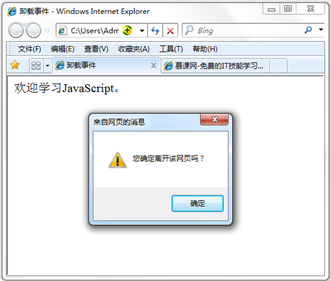 卸载事件 - Windows Internet Explorer
C:\Users\Adm
Bing
文件(F) 编辑(E) 查看(V) 收藏夹(A) 工具(T) 帮助(H)
卸载事件
慕课网-免费的IT技能学习...
欢迎学习JavaScript。
来自网页的消息
您确定离开该网页吗？
确定